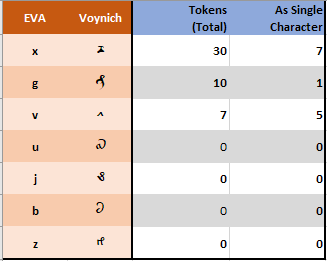 EVA Voynich Tokens (Total) As Single Character
x 30 7
g 10 1
v 7 5
u 0 0
j 0 0
b 0 0
z 0 0